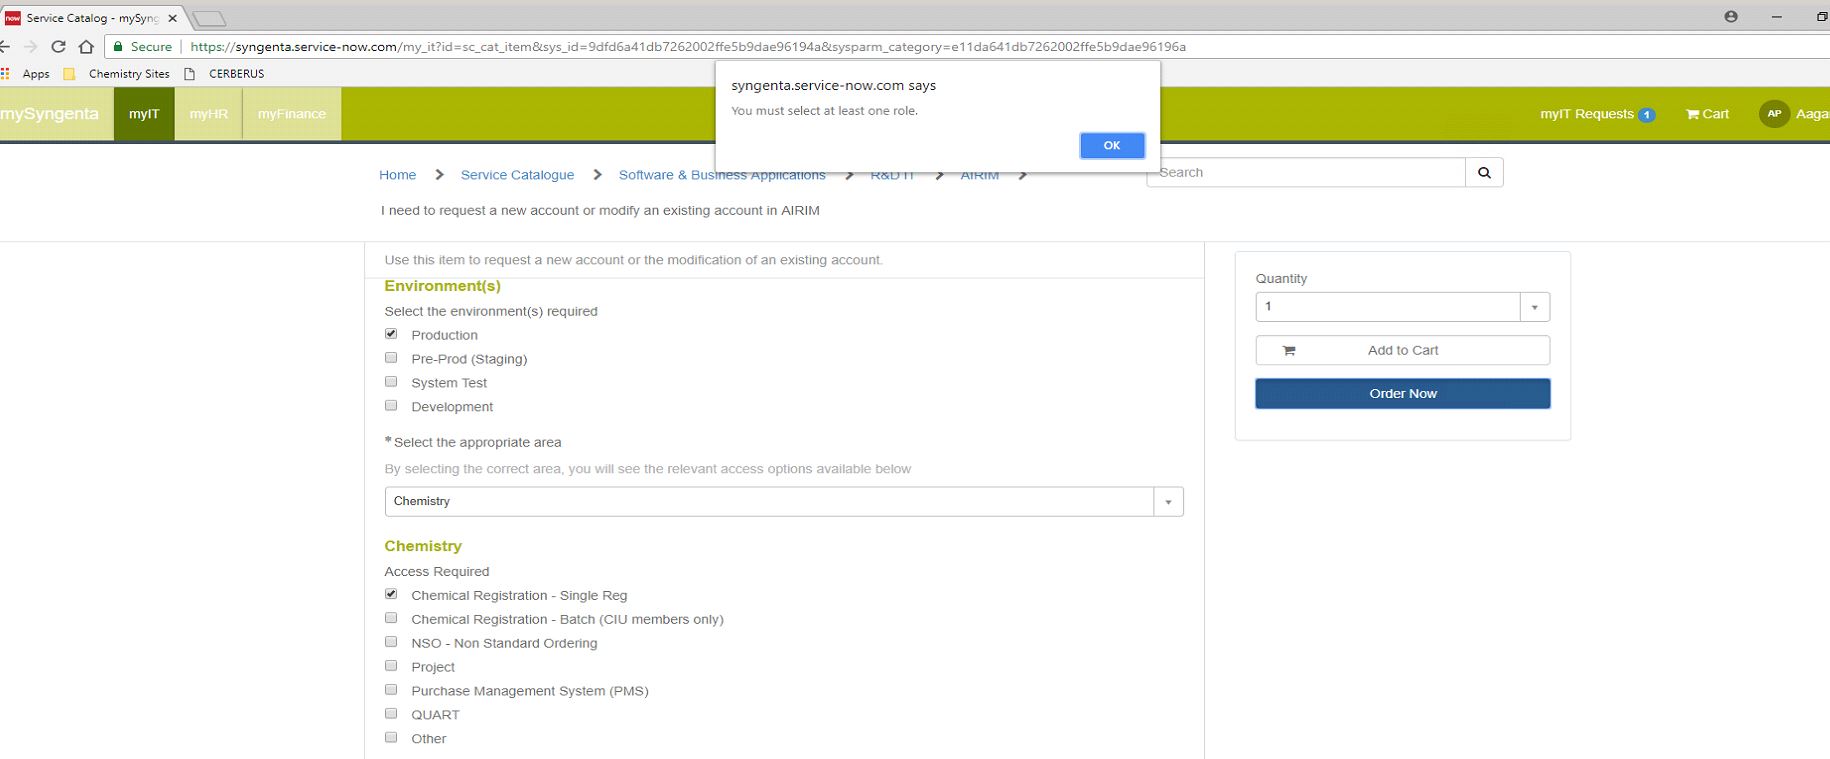 now Service Catalog - mySyng
Secure https://syngenta.service-now.com/my_it?id=sc_cat_item&sys_id=9dfd6a41db7262002ffe5b9dae96194a&sysparm_category=e11da641db7262002ffe5b9dae96196a
Apps Chemistry Sites CERBERUS
syngenta.service-now.com says
You must select at least one role.
OK
mySyngenta myIT myHR myFinance myIT Requests 1 Cart AP Aaga
Home Service Catalogue Software & Business Applications R&D IT AIRIM Search
I need to request a new account or modify an existing account in AIRIM
Use this item to request a new account or the modification of an existing account.
Environment(s)
Select the environment(s) required
Production
Pre-Prod (Staging)
System Test
Development
*Select the appropriate area
By selecting the correct area, you will see the relevant access options available below
Chemistry
Chemistry
Access Required
Chemical Registration - Single Reg
Chemical Registration - Batch (CIU members only)
NSO - Non Standard Ordering
Project
Purchase Management System (PMS)
QUART
Other
Quantity
1
Add to Cart
Order Now